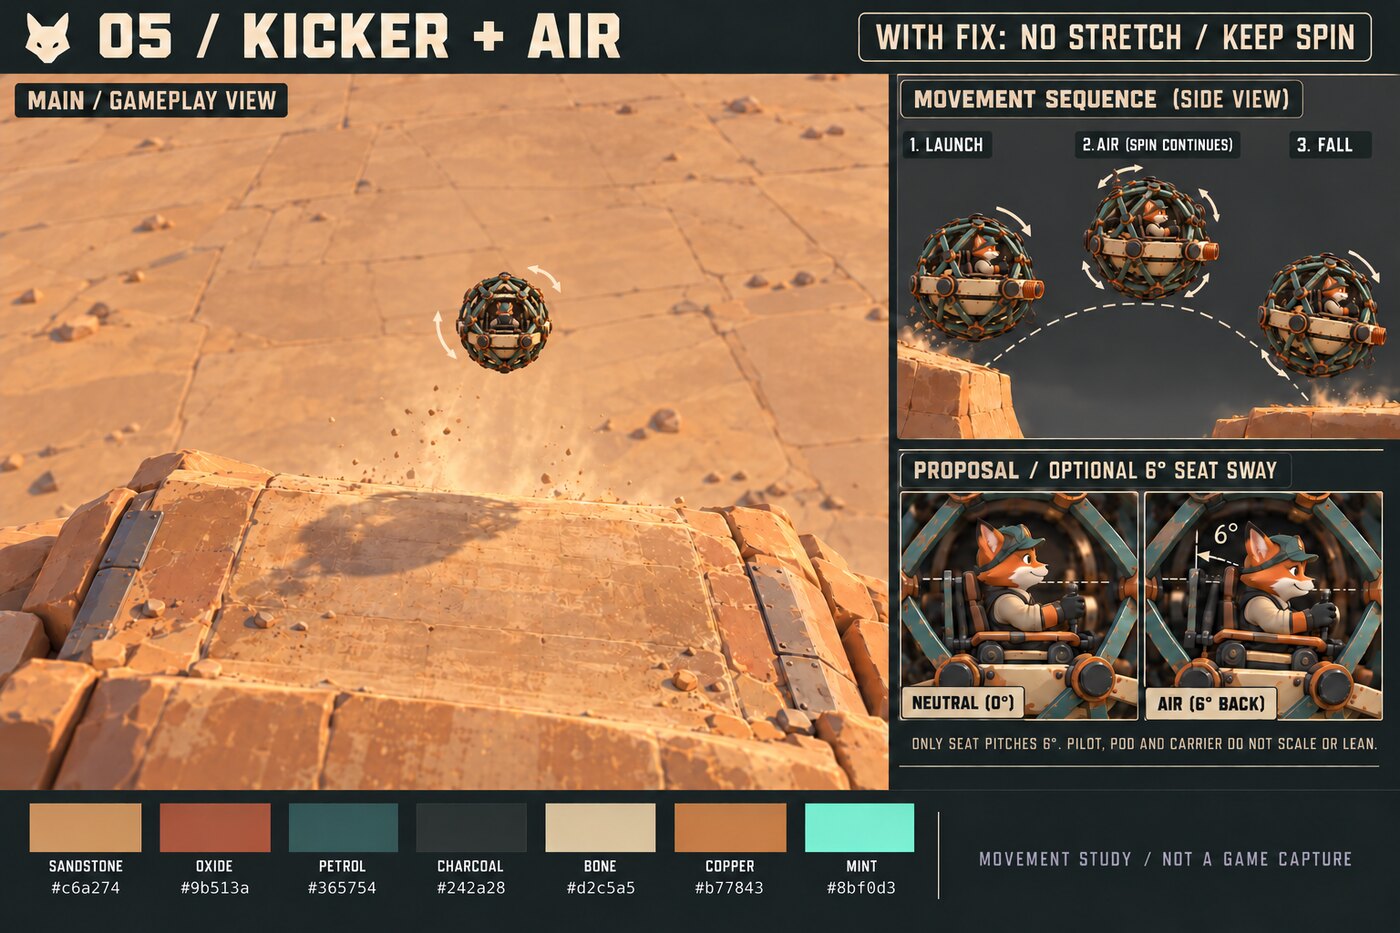 05 / KICKER + AIR
WITH FIX: NO STRETCH / KEEP SPIN
MAIN / GAMEPLAY VIEW
MOVEMENT SEQUENCE (SIDE VIEW)
1. LAUNCH
2. AIR (SPIN CONTINUES)
3. FALL
PROPOSAL / OPTIONAL 6° SEAT SWAY
6°
NEUTRAL (0°)
AIR (6° BACK)
ONLY SEAT PITCHES 6°. PILOT, POD AND CARRIER DO NOT SCALE OR LEAN.
SANDSTONE
#c6a274
OXIDE
#9b513a
PETROL
#365754
CHARCOAL
#242a28
BONE
#d2c5a5
COPPER
#b77843
MINT
#8bf0d3
MOVEMENT STUDY / NOT A GAME CAPTURE